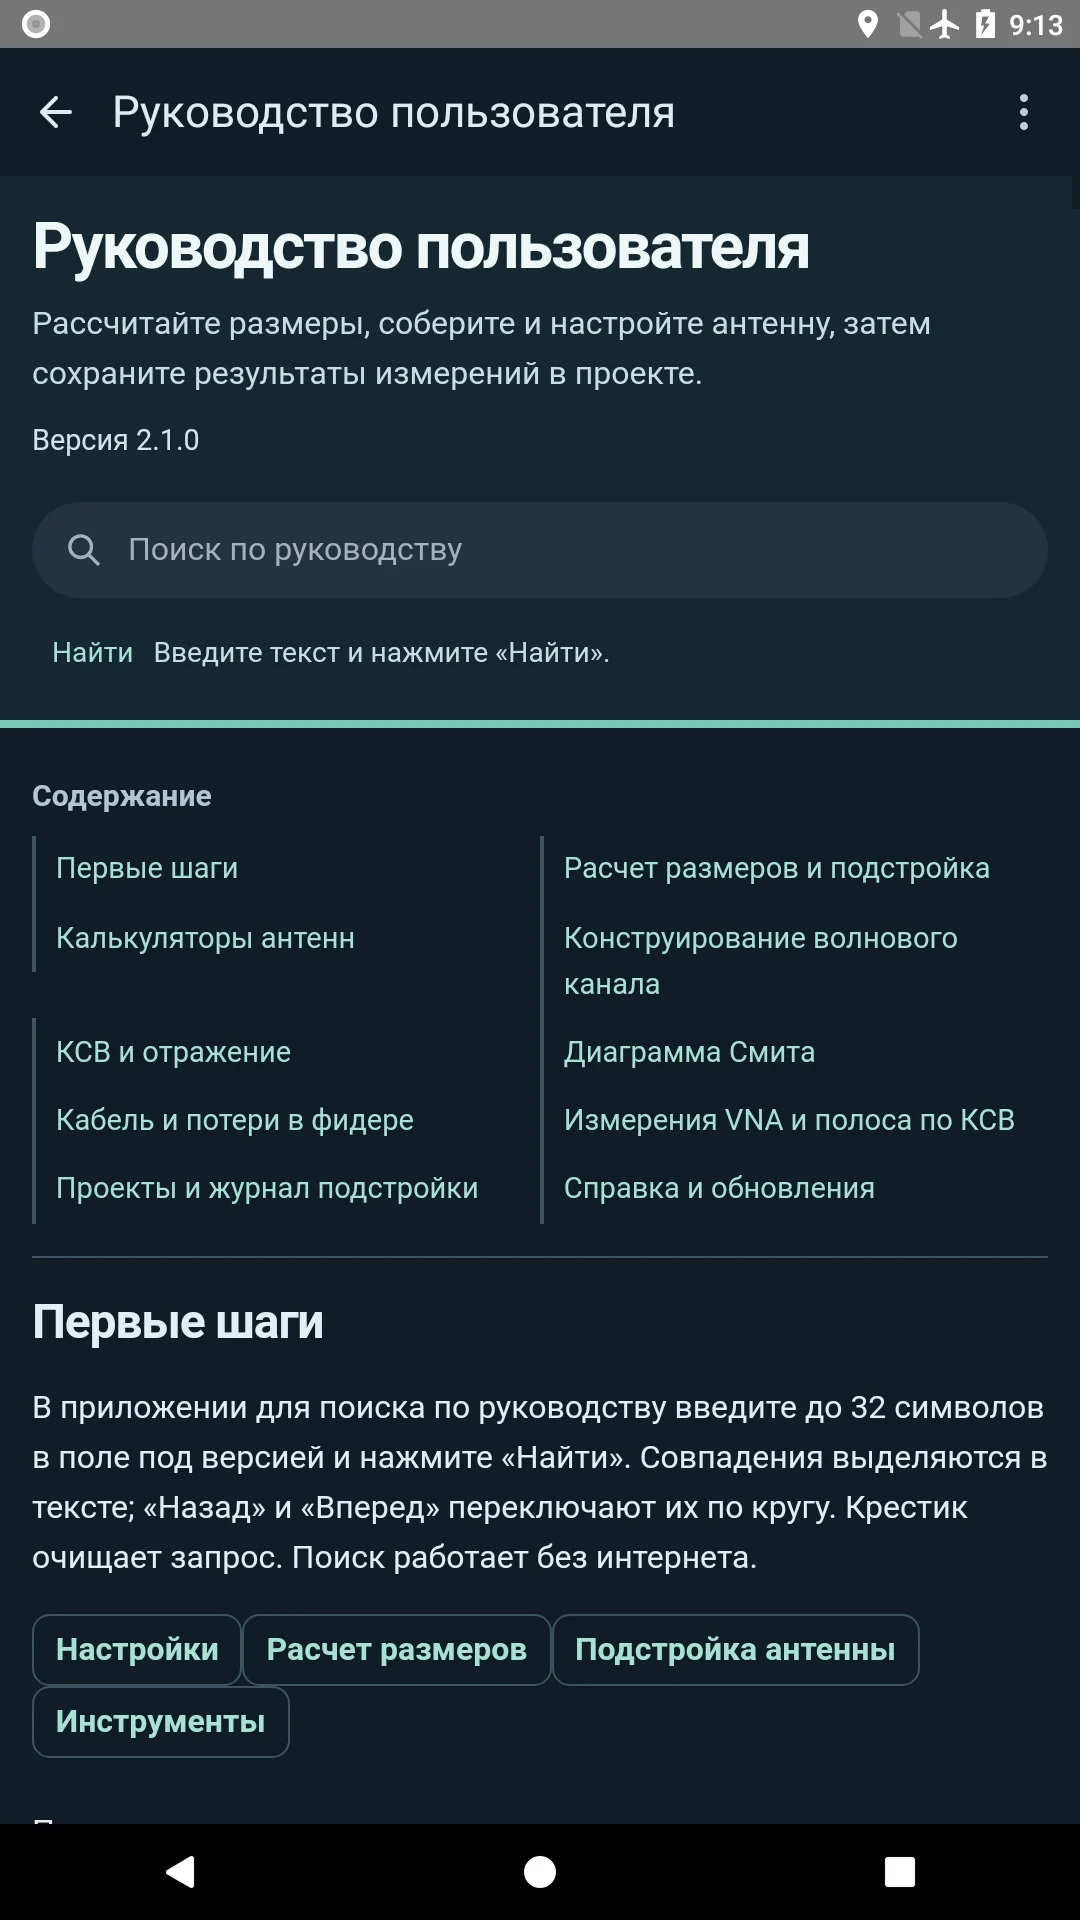 9:13
Руководство пользователя
Руководство пользователя
Рассчитайте размеры, соберите и настройте антенну, затем
сохраните результаты измерений в проекте.
Версия 2.1.0
Поиск по руководству
Найти Введите текст и нажмите «Найти».
Содержание
Первые шаги
Расчет размеров и подстройка
Калькуляторы антенн
Конструирование волнового
канала
КСВ и отражение
Диаграмма Смита
Кабель и потери в фидере
Измерения VNA и полоса по КСВ
Проекты и журнал подстройки
Справка и обновления
Первые шаги
В приложении для поиска по руководству введите до 32 символов
в поле под версией и нажмите «Найти». Совпадения выделяются в
тексте; «Назад» и «Вперед» переключают их по кругу. Крестик
очищает запрос. Поиск работает без интернета.
Настройки Расчет размеров Подстройка антенны
Инструменты